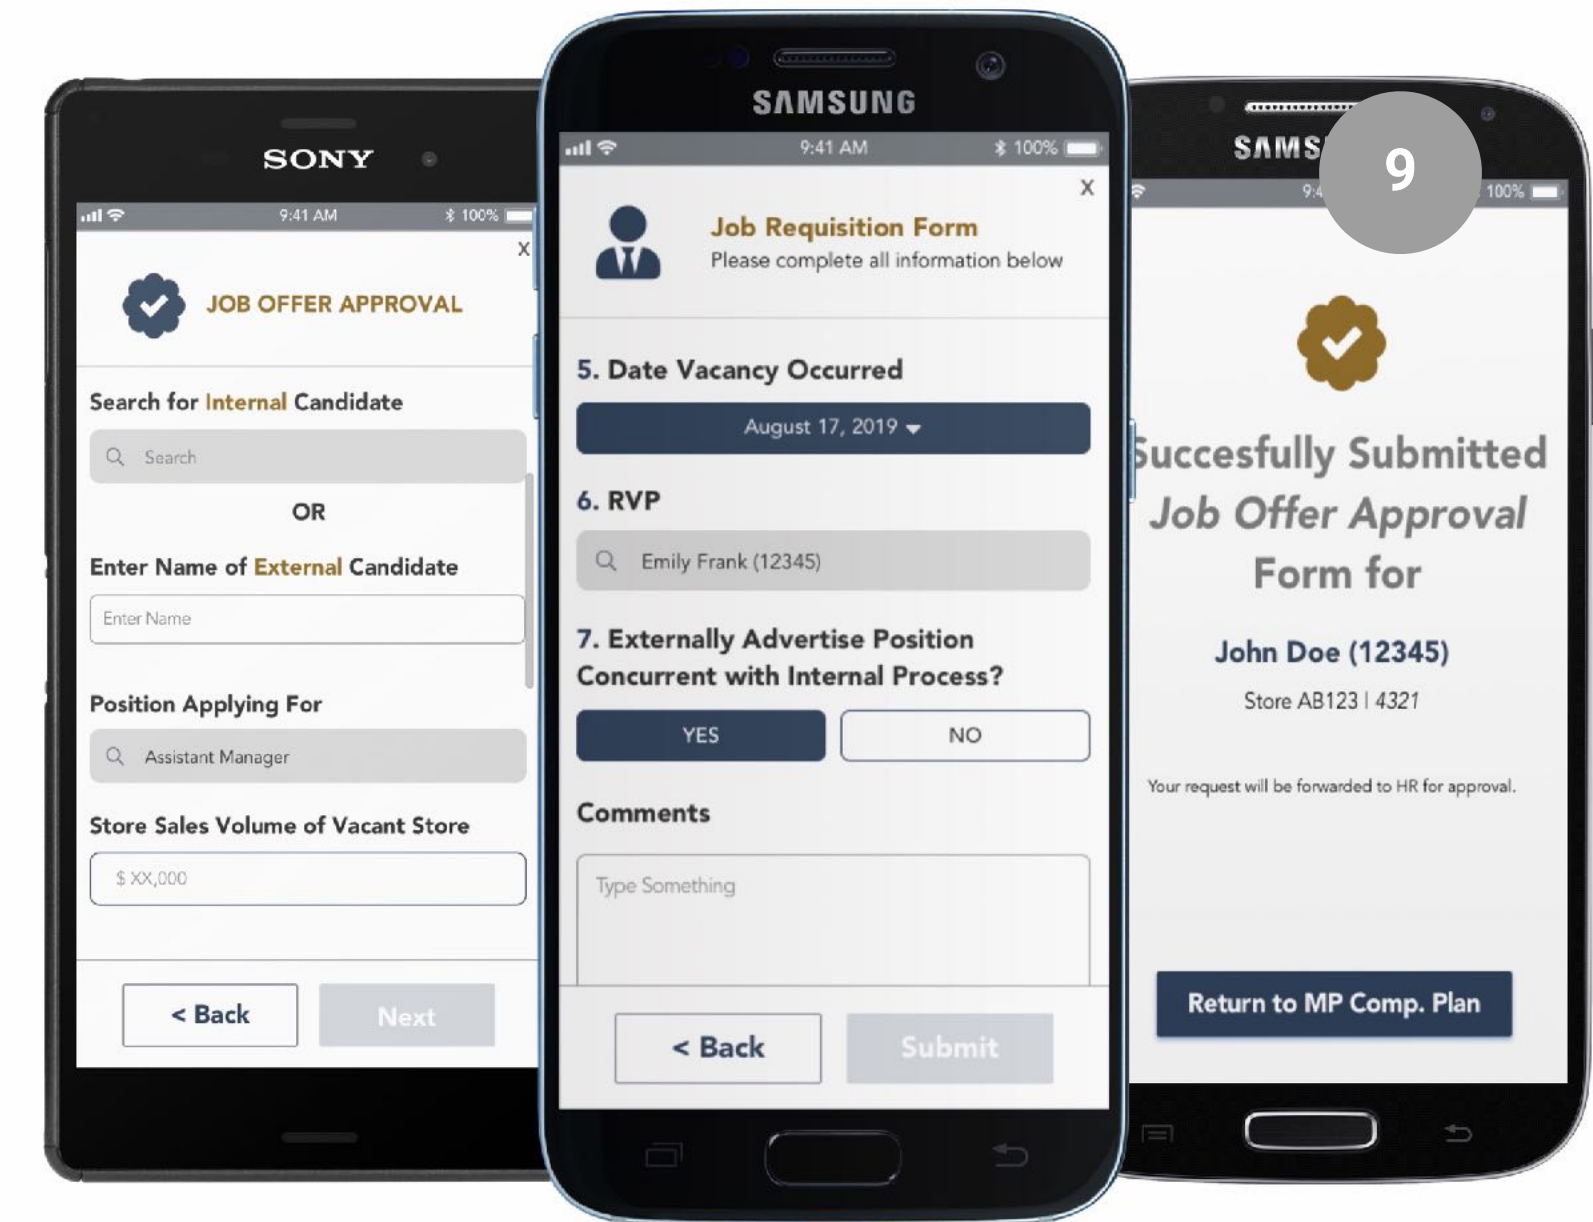 SONY
9:41 AM
100%
X
JOB OFFER APPROVAL
Search for Internal Candidate
Search
OR
Enter Name of External Candidate
Enter Name
Position Applying For
Assistant Manager
Store Sales Volume of Vacant Store
$ XX,000
< Back
Next
SAMSUNG
9:41 AM
100%
X
Job Requisition Form
Please complete all information below
5. Date Vacancy Occurred
August 17, 2019
6. RVP
Emily Frank (12345)
7. Externally Advertise Position
Concurrent with Internal Process?
YES
NO
Comments
Type Something
< Back
Submit
SAMS
9
9:4
100%
Succesfully Submitted
Job Offer Approval
Form for
John Doe (12345)
Store AB123 | 4321
Your request will be forwarded to HR for approval.
Return to MP Comp. Plan